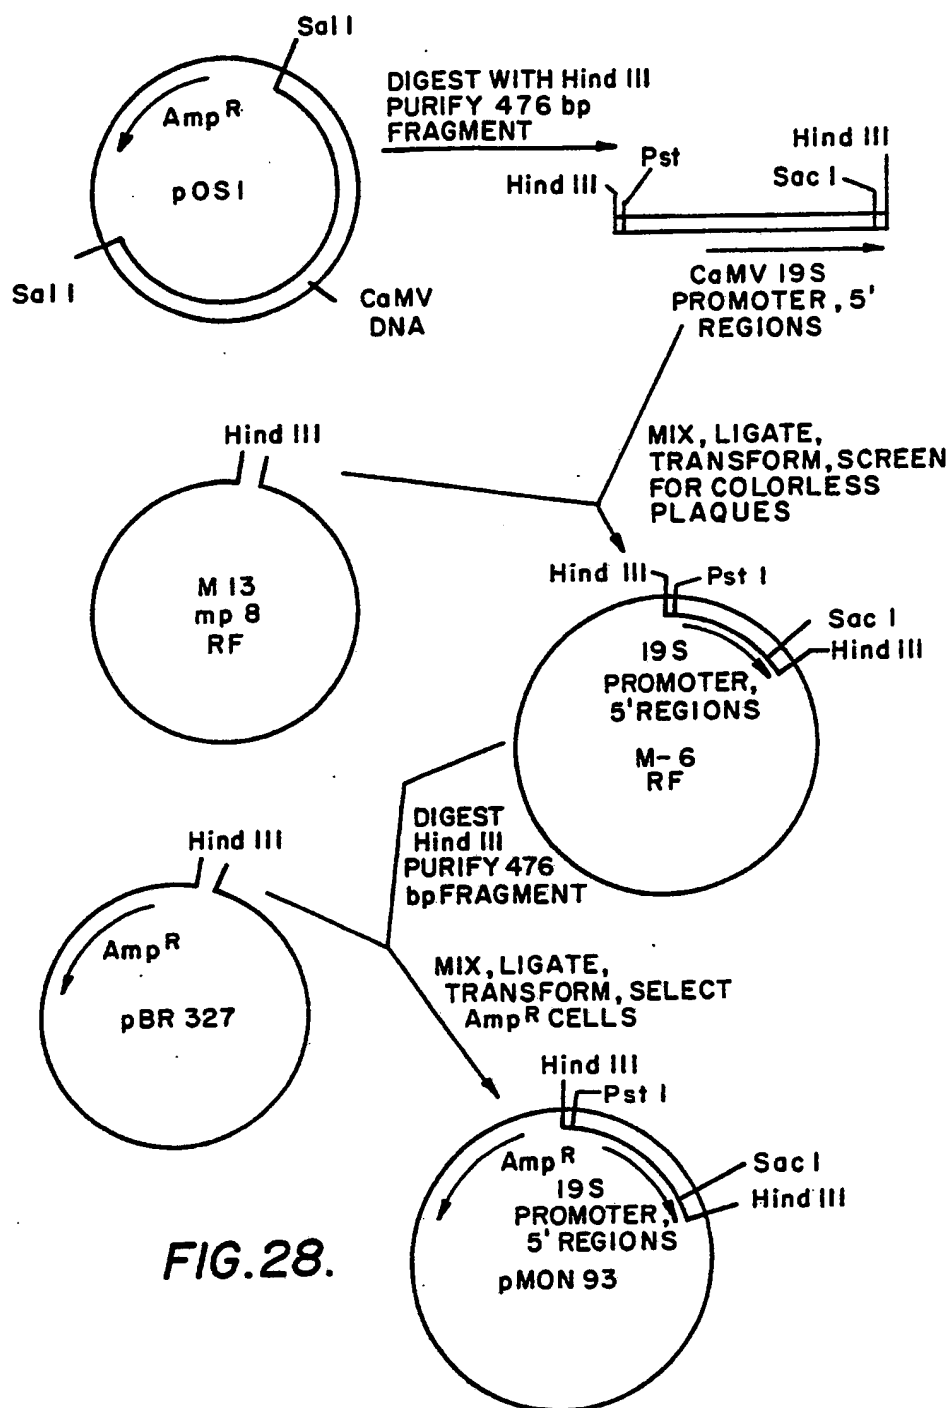 Sal I
Amp R
pOS1
Sal I
CaMV
DNA
DIGEST WITH Hind III
PURIFY 476 bp
FRAGMENT
Hind III
Pst
Sac I
Hind III
CaMV 19S
PROMOTER, 5'
REGIONS
Hind III
M 13
mp 8
RF
MIX, LIGATE,
TRANSFORM, SCREEN
FOR COLORLESS
PLAQUES
Hind III
Pst I
Sac I
Hind III
19S
PROMOTER,
5' REGIONS
M-6
RF
DIGEST
Hind III
PURIFY 476
bp FRAGMENT
Hind III
Amp R
pBR 327
MIX, LIGATE,
TRANSFORM, SELECT
Amp R CELLS
Hind III
Pst I
Sac I
Hind III
Amp R
19S
PROMOTER,
5' REGIONS
pMON 93
FIG.28.